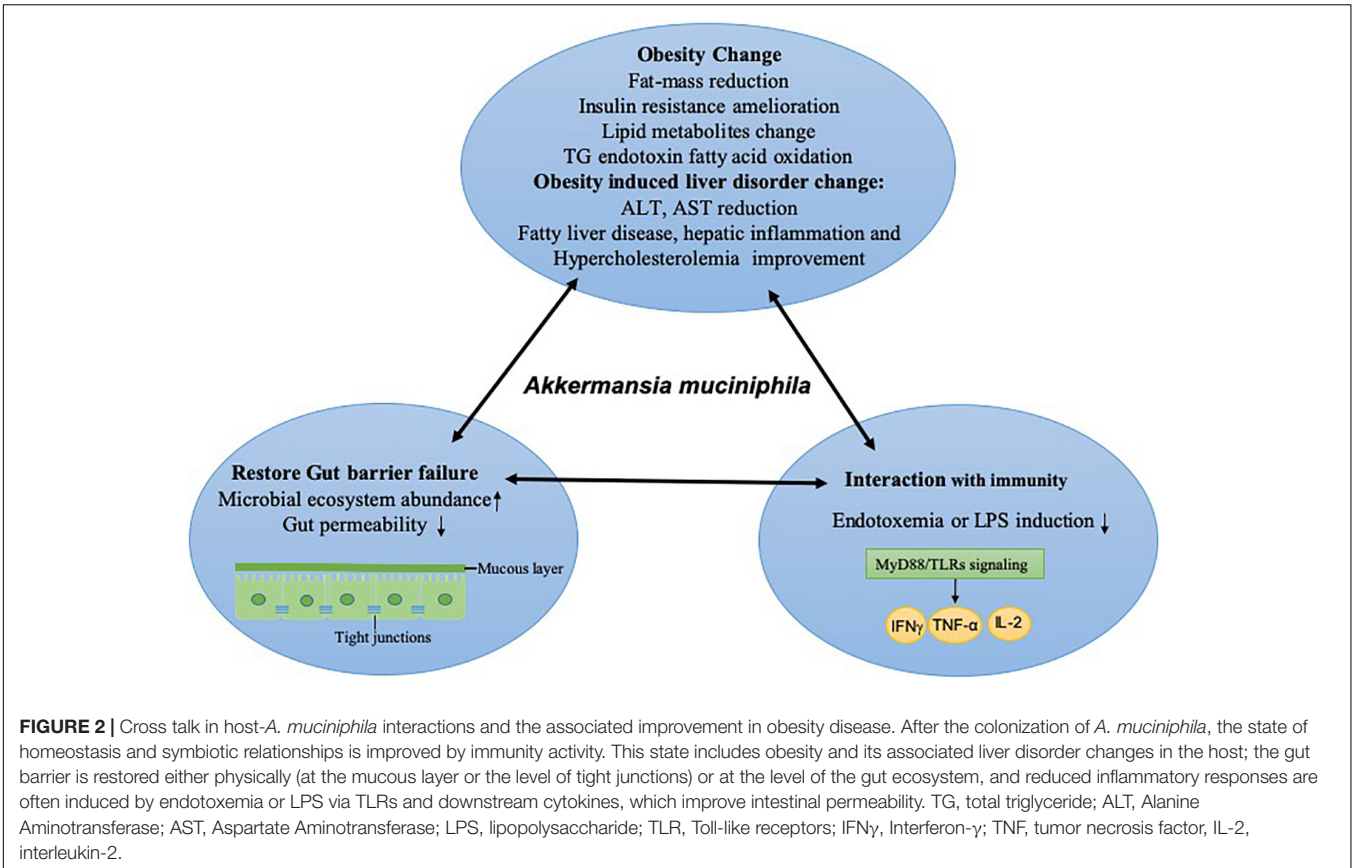 Obesity Change
Fat-mass reduction
Insulin resistance amelioration
Lipid metabolites change
TG endotoxin fatty acid oxidation
Obesity induced liver disorder change:
ALT, AST reduction
Fatty liver disease, hepatic inflammation and
Hypercholesterolemia improvement
Akkermansia muciniphila
Restore Gut barrier failure
Microbial ecosystem abundance↑
Gut permeability ↓
Mucous layer
Tight junctions
Interaction with immunity
Endotoxemia or LPS induction ↓
MyD88/TLRs signaling
IFNγ TNF-α IL-2
FIGURE 2 | Cross talk in host-A. muciniphila interactions and the associated improvement in obesity disease. After the colonization of A. muciniphila, the state of
homeostasis and symbiotic relationships is improved by immunity activity. This state includes obesity and its associated liver disorder changes in the host; the gut
barrier is restored either physically (at the mucous layer or the level of tight junctions) or at the level of the gut ecosystem, and reduced inflammatory responses are
often induced by endotoxemia or LPS via TLRs and downstream cytokines, which improve intestinal permeability. TG, total triglyceride; ALT, Alanine
Aminotransferase; AST, Aspartate Aminotransferase; LPS, lipopolysaccharide; TLR, Toll-like receptors; IFNγ, Interferon-γ; TNF, tumor necrosis factor, IL-2,
interleukin-2.